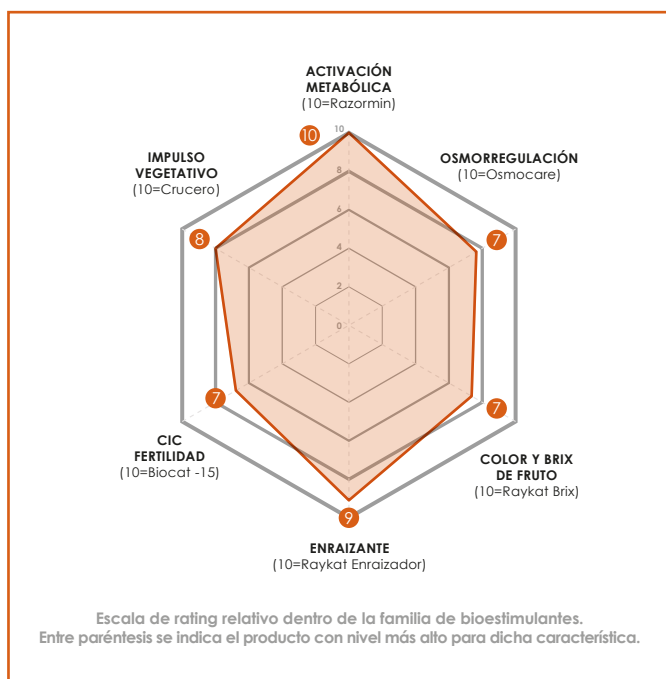 ACTIVACIÓN
METABÓLICA
(10=Razormin)
10
10
IMPULSO
VEGETATIVO
(10=Crucero)
OSMORREGULACIÓN
(10=Osmocare)
8
8
7
6
4
2
0
7
7
CIC
FERTILIDAD
(10=Biocat -15)
COLOR Y BRIX
DE FRUTO
(10=Raykat Brix)
9
ENRAIZANTE
(10=Raykat Enraizador)
Escala de rating relativo dentro de la familia de bioestimulantes.
Entre paréntesis se indica el producto con nivel más alto para dicha característica.